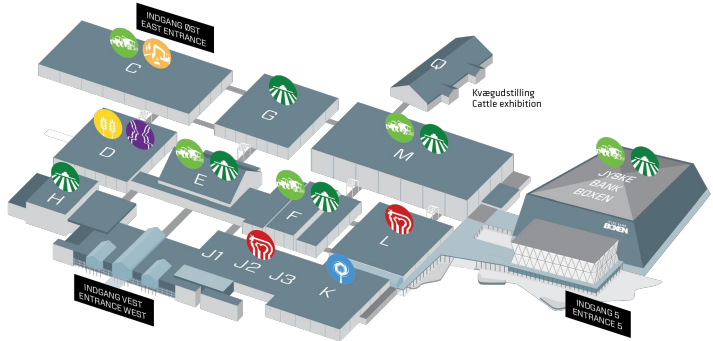 INDGANG ØST
EAST ENTRANCE
C
Q
Kvægudstilling
Cattle exhibition
G
D
E
M
H
F
L
JYSKE
BANK
BOXEN
BOXEN
J1
J2
J3
K
INDGANG VEST
ENTRANCE WEST
INDGANG 5
ENTRANCE 5